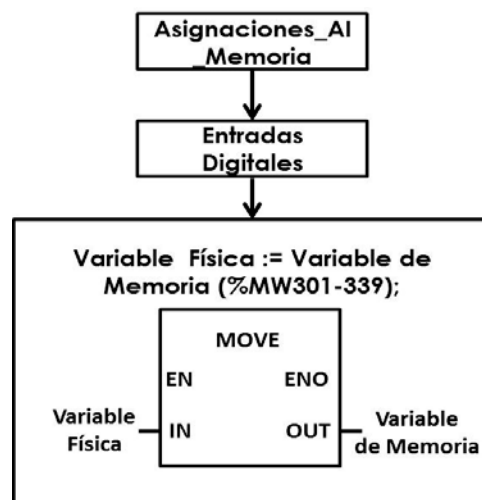 Asignaciones_AI
_Memoria
Entradas
Digitales
Variable Física := Variable de
Memoria (%MW301-339);
MOVE
EN ENO
Variable
Física
IN OUT
Variable
de Memoria